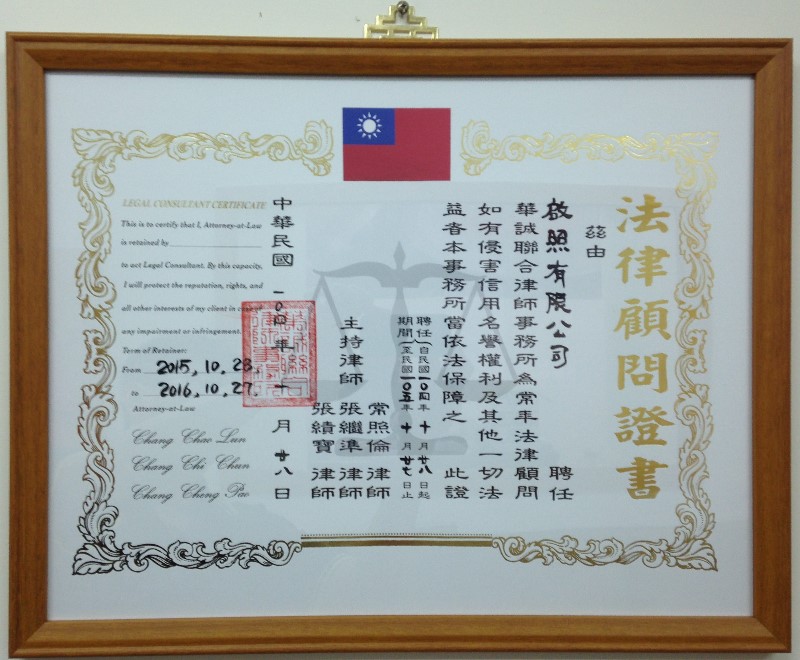 法律顧問證書
茲由
啟照有限公司 聘任
華誠聯合律師事務所為常年法律顧問
如有侵害信用名譽權利及其他一切法
益者本事務所當依法保障之 此證
聘任期間
自民國一〇四年十月廿八日起
至民國一〇五年十月廿七日止
常照倫 律師
主持律師 張繼準 律師
張績寶 律師
中華民國一〇四年十月廿八日
LEGAL CONSULTANT CERTIFICATE
This is to certify that I, Attorney-at-Law
is retained by
to act Legal Consultant. By this capacity,
I will protect the reputation, rights, and
all other interests of my client in
any impairment or infringement.
Term of Retainer:
From 2015.10.28.
to 2016.10.27.
Attorney-at-Law
Chang Chao Lun
Chang Chi Chun
Chang Cheng Pao